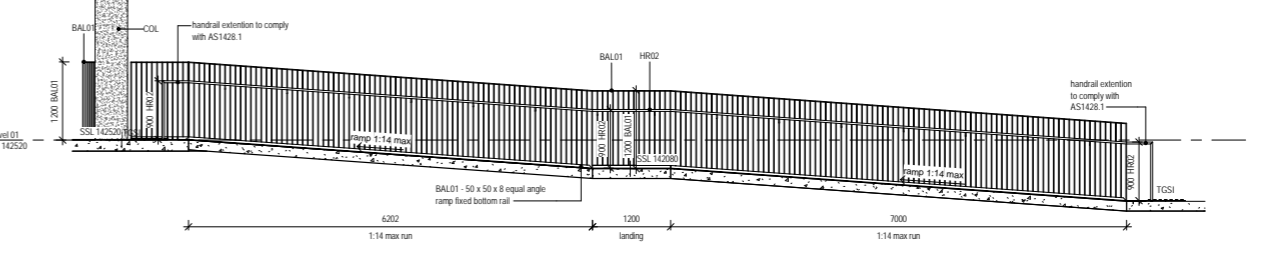 handrail extention to comply
with AS1428.1
BAL01
COL
BAL01
HR02
handrail extention
to comply with
AS1428.1
1200 BAL01
900 HR02
vel 01
142520
SSL 142520
TGSI
ramp 1:14 max
900 HR02
1200 BAL01
SSL 142080
ramp 1:14 max
900 HR02
TGSI
BAL01 - 50 x 50 x 8 equal angle
ramp fixed bottom rail
6202
1200
7000
1:14 max run
landing
1:14 max run